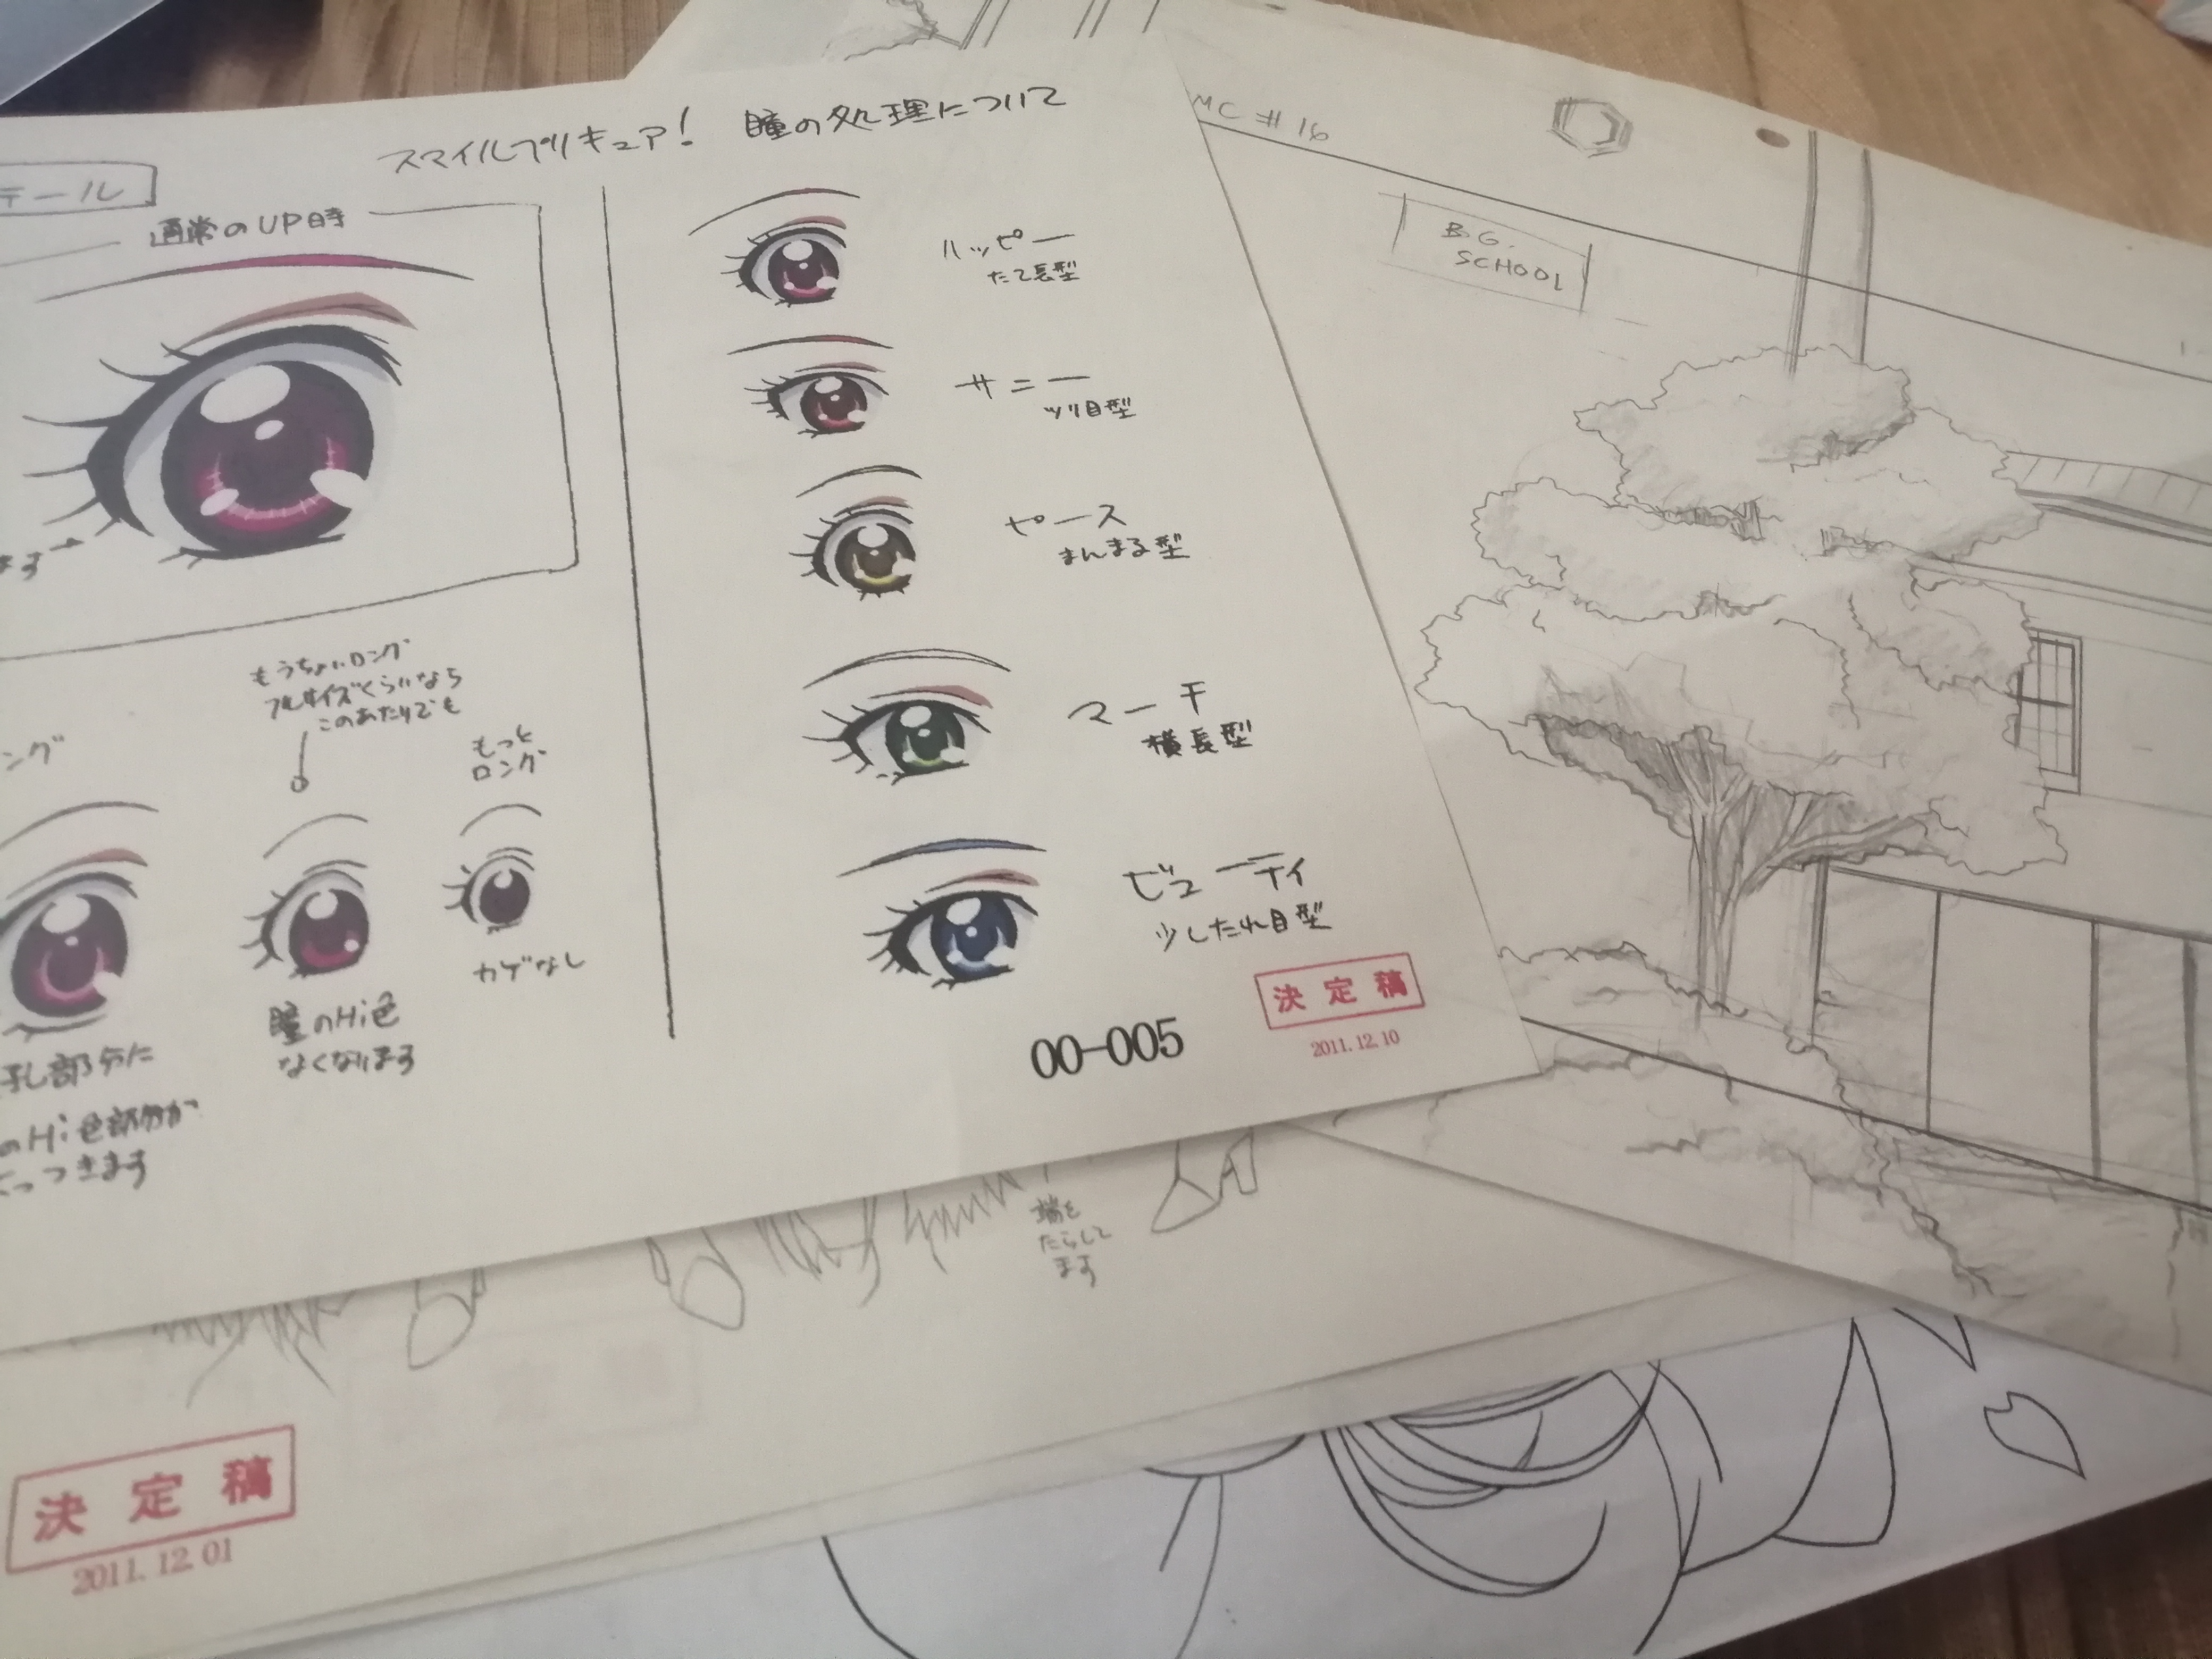 スマイルプリキュア! 瞳の処理について
テール
通常のUP時
ます→
もうちょいロング
フルサイズくらいなら
このあたりでも
ング
もっと
ロング
カゲなし
瞳のHi色
なくなります
孔部分に
のHi色部分が
くっつきます
ハッピー
たて長型
サニー
ツリ目型
ピース
まんまる型
マーチ
横長型
ビューティ
少したれ目型
決定稿
2011.12.10
00-005
MC #16
B.G.
SCHOOL
端を
たらして
ます
決定稿
2011.12.01